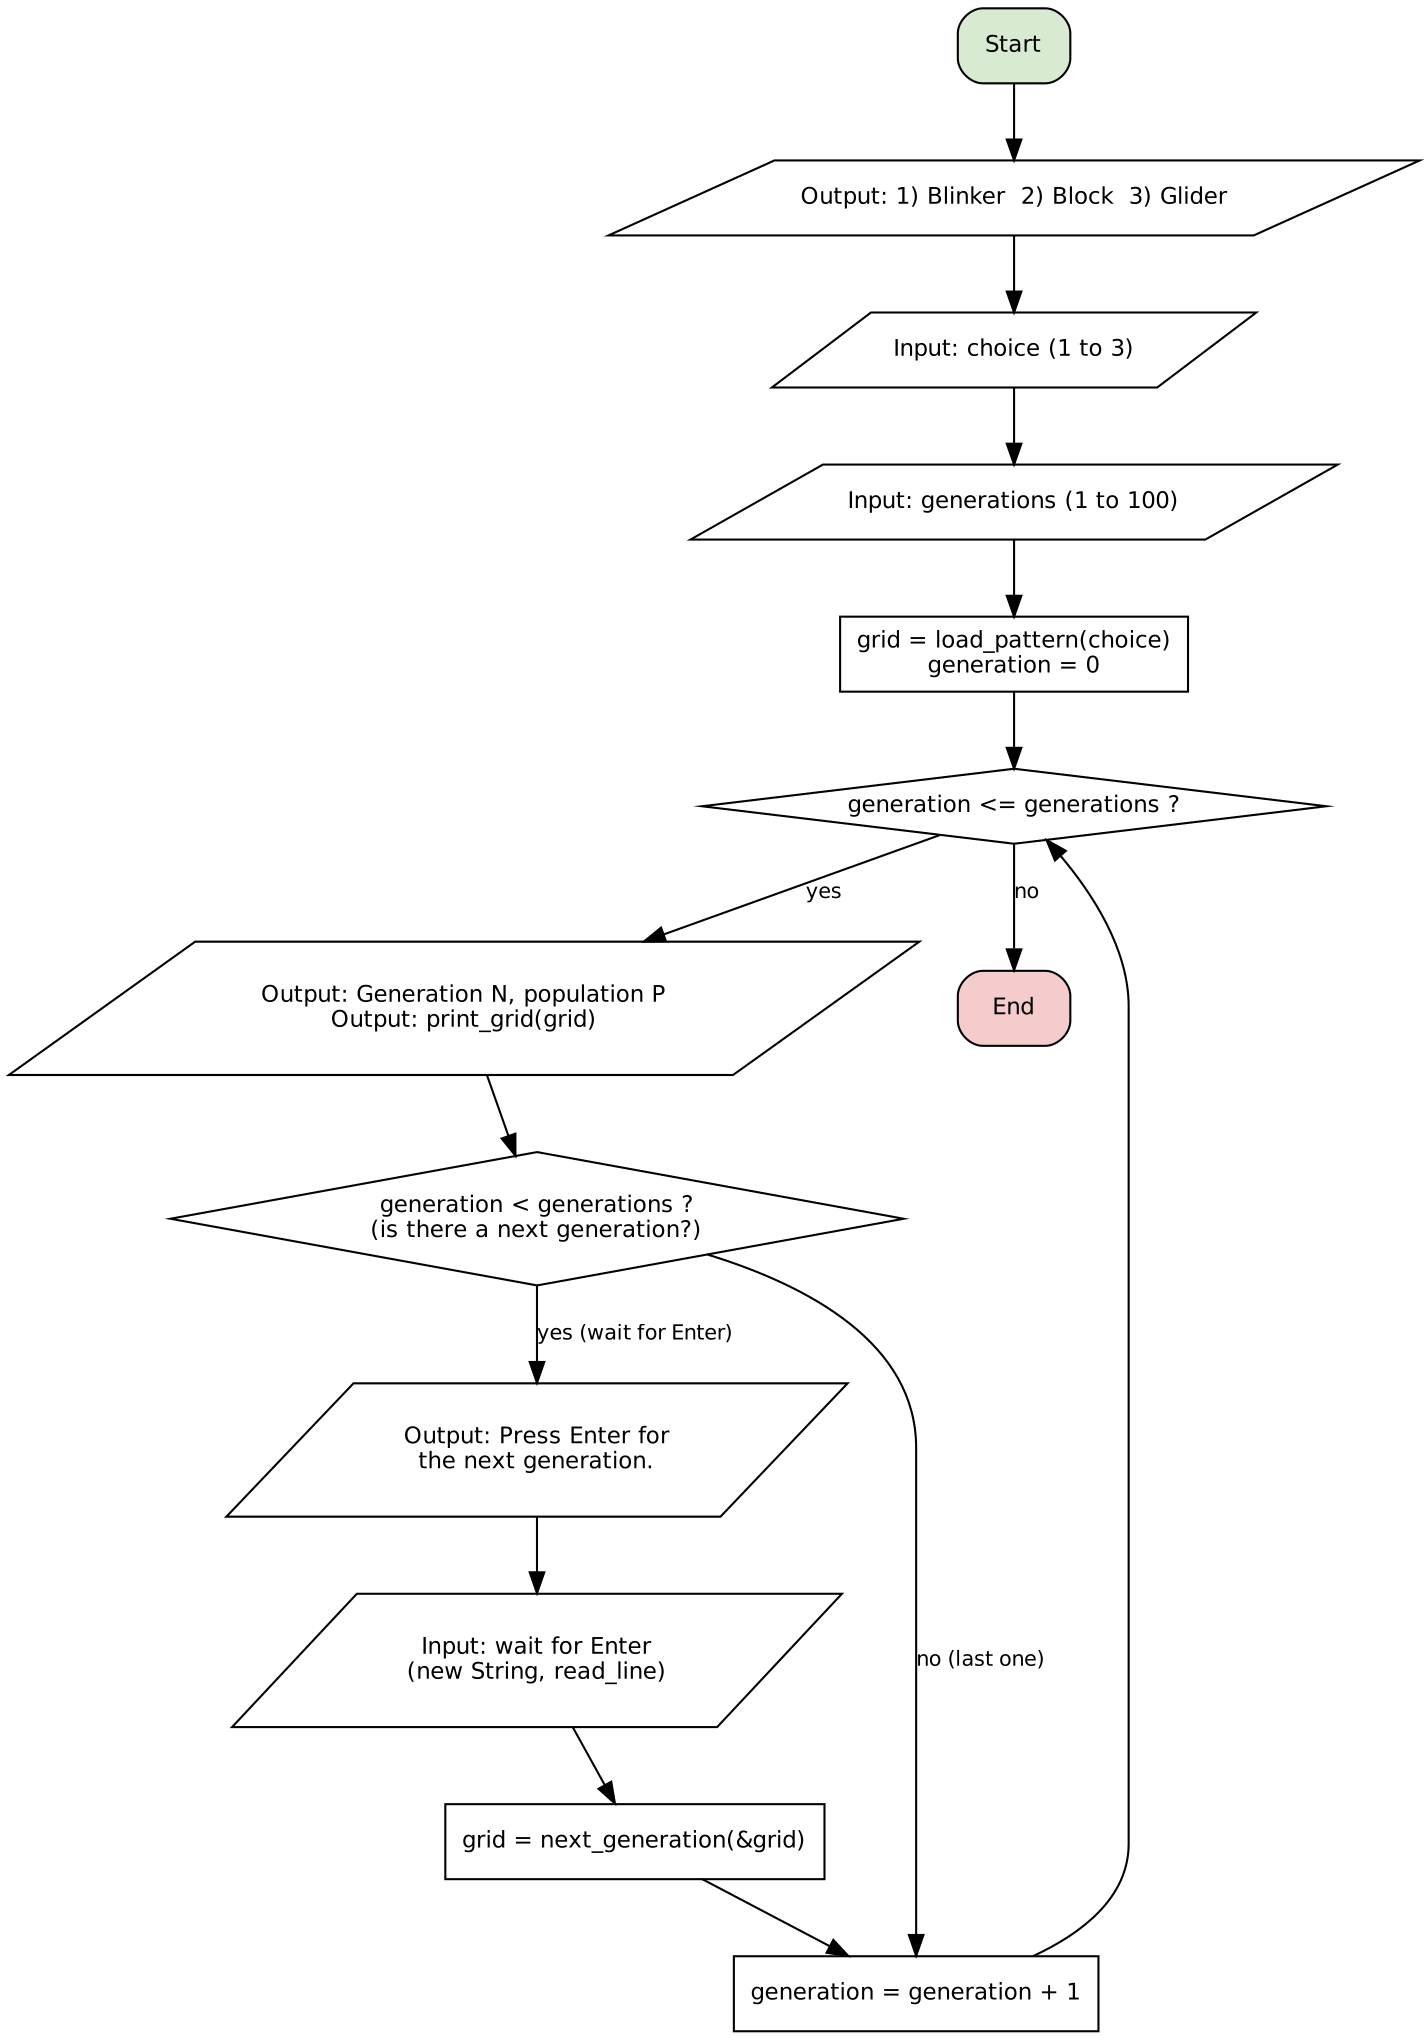 Start
Output: 1) Blinker  2) Block  3) Glider
Input: choice (1 to 3)
Input: generations (1 to 100)
grid = load_pattern(choice)
generation = 0
generation <= generations ?
yes
no
Output: Generation N, population P
Output: print_grid(grid)
End
generation < generations ?
(is there a next generation?)
yes (wait for Enter)
Output: Press Enter for
the next generation.
Input: wait for Enter
(new String, read_line)
no (last one)
grid = next_generation(&grid)
generation = generation + 1